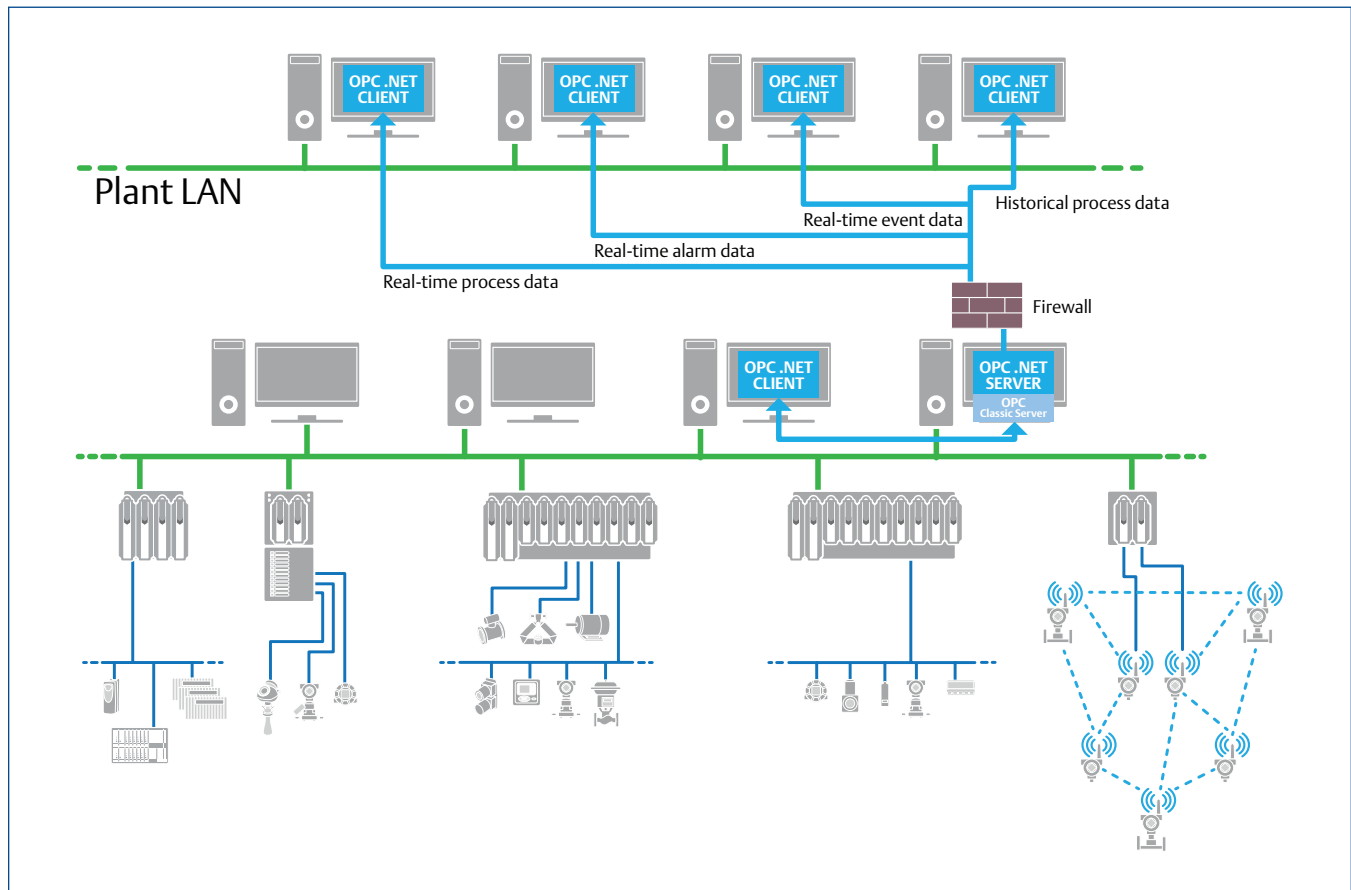 OPC .NET
CLIENT
OPC .NET
CLIENT
OPC .NET
CLIENT
OPC .NET
CLIENT
Plant LAN
Historical process data
Real-time event data
Real-time alarm data
Real-time process data
Firewall
OPC .NET
CLIENT
OPC .NET
SERVER
OPC
Classic Server